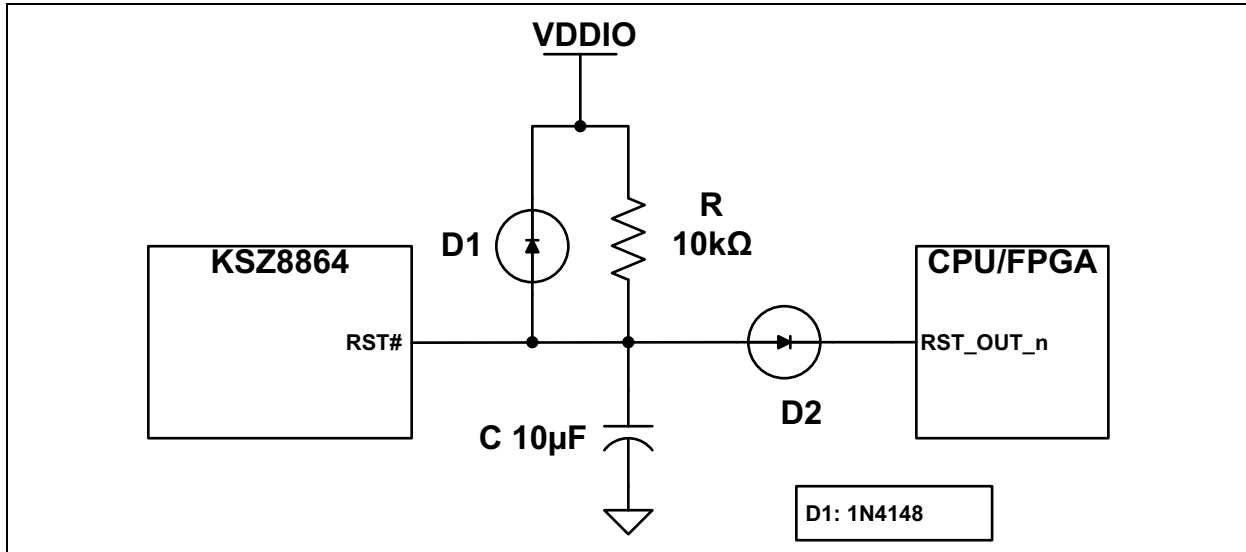 VDDIO
R
10kΩ
D1
KSZ8864
CPU/FPGA
RST#
RST_OUT_n
D2
C 10µF
D1: 1N4148